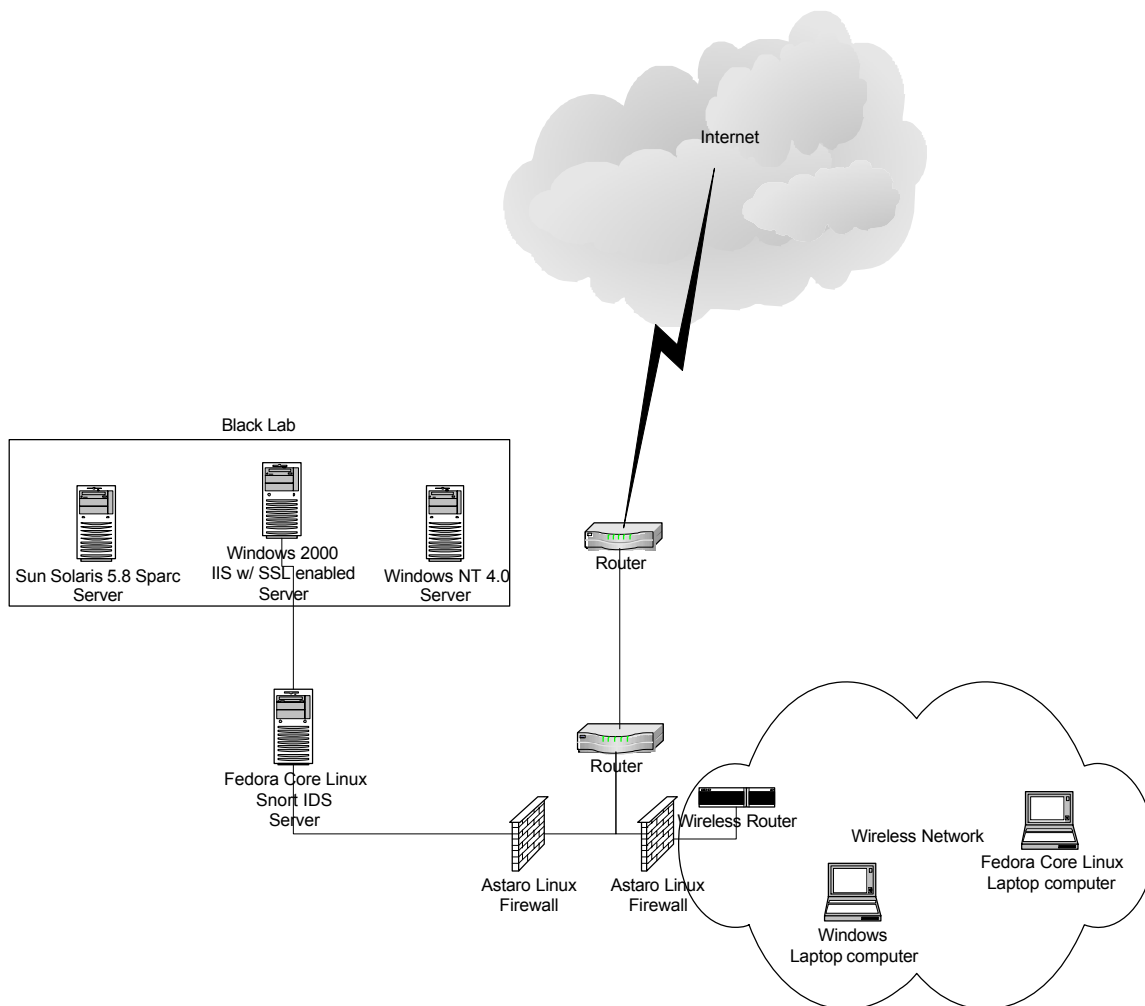 Internet
Black Lab
Sun Solaris 5.8 Sparc
Server
Windows 2000
IIS w/ SSL enabled
Server
Windows NT 4.0
Server
Router
Router
Fedora Core Linux
Snort IDS
Server
Astaro Linux
Firewall
Astaro Linux
Firewall
Wireless Router
Wireless Network
Fedora Core Linux
Laptop computer
Windows
Laptop computer